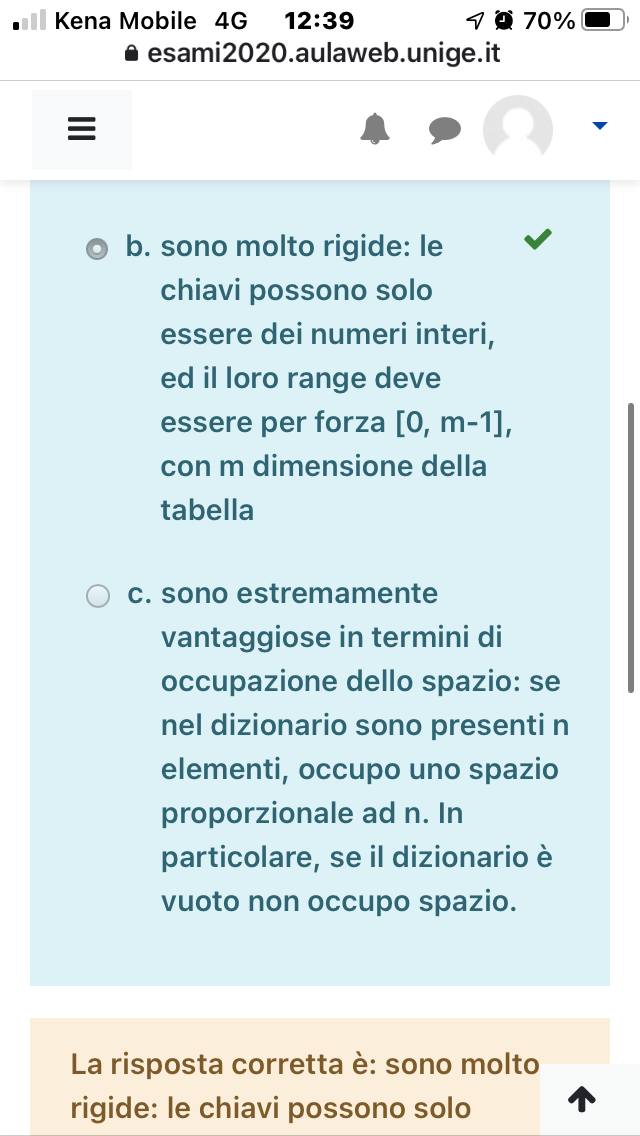 Kena Mobile 4G 12:39 70%
esami2020.aulaweb.unige.it
b. sono molto rigide: le
chiavi possono solo
essere dei numeri interi,
ed il loro range deve
essere per forza [0, m-1],
con m dimensione della
tabella
c. sono estremamente
vantaggiose in termini di
occupazione dello spazio: se
nel dizionario sono presenti n
elementi, occupo uno spazio
proporzionale ad n. In
particolare, se il dizionario è
vuoto non occupo spazio.
La risposta corretta è: sono molto
rigide: le chiavi possono solo